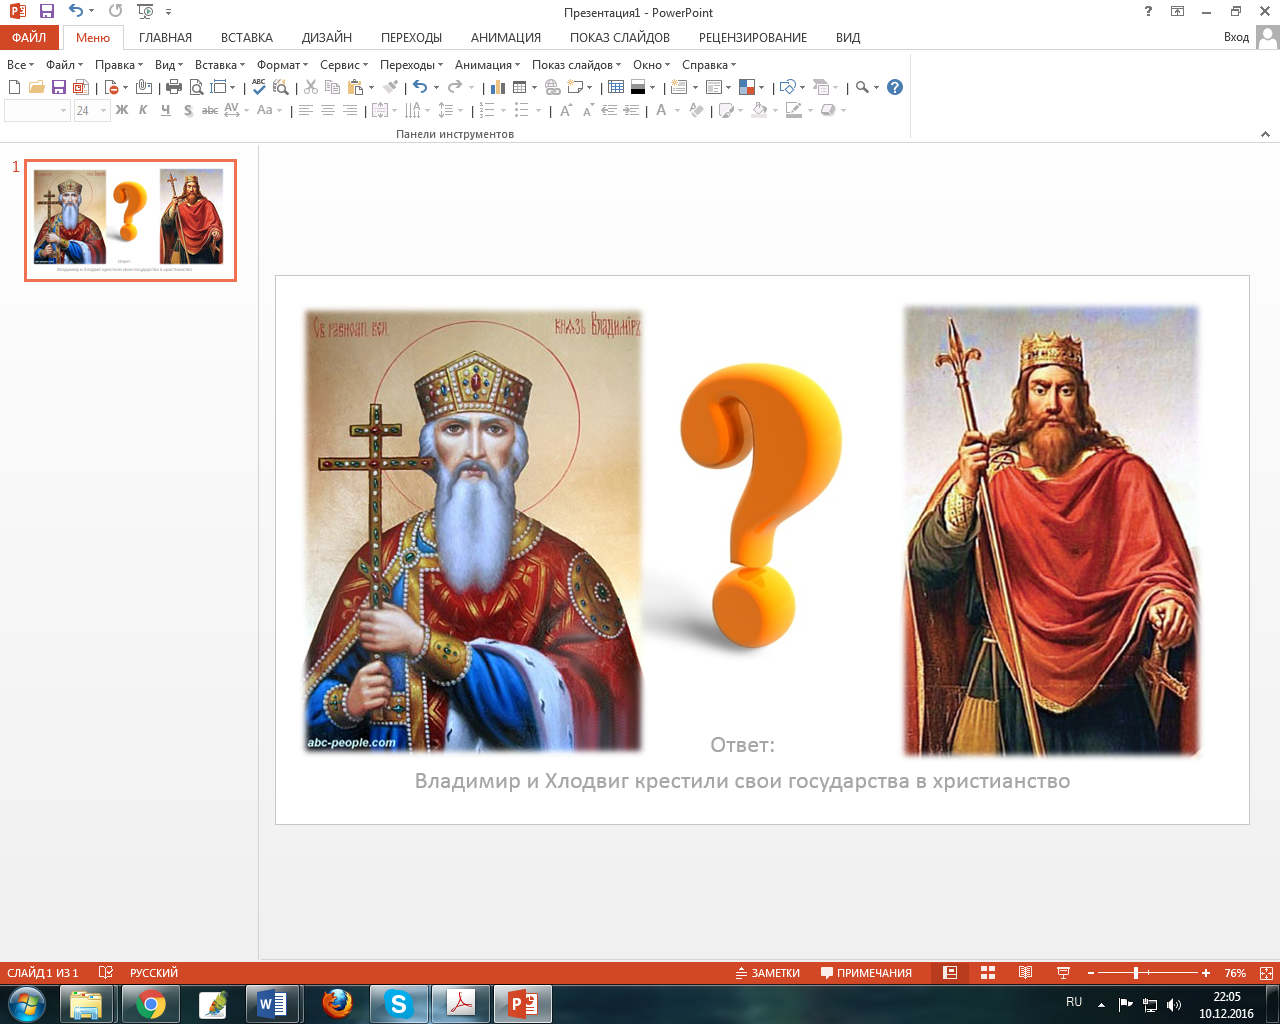 Презентация1 - PowerPoint
ФАЙЛ Меню ГЛАВНАЯ ВСТАВКА ДИЗАЙН ПЕРЕХОДЫ АНИМАЦИЯ ПОКАЗ СЛАЙДОВ РЕЦЕНЗИРОВАНИЕ ВИД Вход
Все Файл Правка Вид Вставка Формат Сервис Переходы Анимация Показ слайдов Окно Справка
24 Ж К Ч S abc AV Aa
Панели инструментов
1
Св равноап вел князь Владимiръ
abc-people.com
Ответ:
Владимир и Хлодвиг крестили свои государства в христианство
СЛАЙД 1 ИЗ 1 РУССКИЙ ЗАМЕТКИ ПРИМЕЧАНИЯ 76%
RU 22:05
10.12.2016